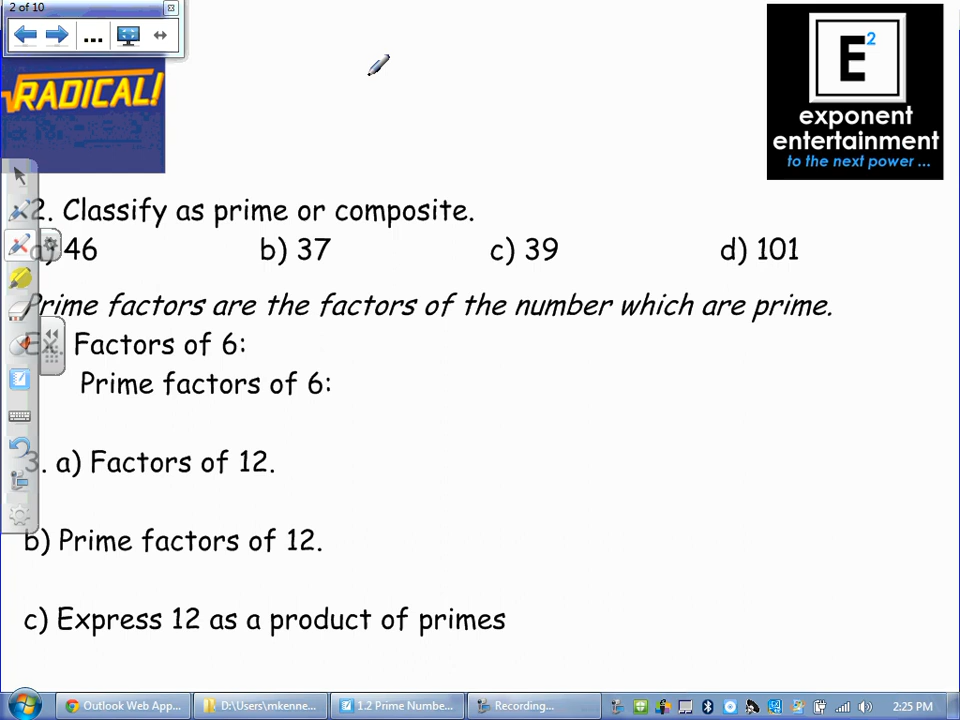 2 of 10
...
RADICAL!
E2
exponent
entertainment
to the next power ...
2. Classify as prime or composite.
a) 46 b) 37 c) 39 d) 101
Prime factors are the factors of the number which are prime.
Ex. Factors of 6:
Prime factors of 6:
3. a) Factors of 12.
b) Prime factors of 12.
c) Express 12 as a product of primes
Outlook Web App... D:\Users\mkenne... 1.2 Prime Numbe... Recording... 2:25 PM